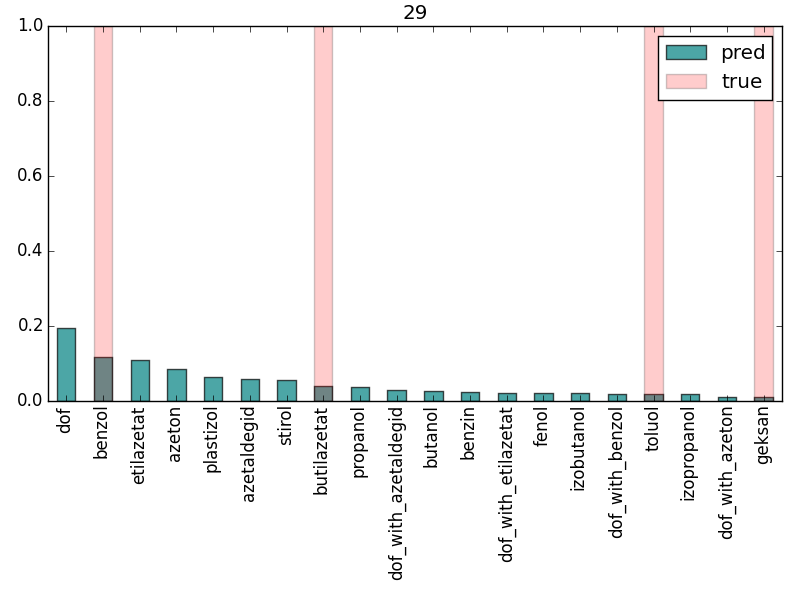 29
1.0
0.8
0.6
0.4
0.2
0.0
pred
true
dof
benzol
etilazetat
azeton
plastizol
azetaldegid
stirol
butilazetat
propanol
dof_with_azetaldegid
butanol
benzin
dof_with_etilazetat
fenol
izobutanol
dof_with_benzol
toluol
izopropanol
dof_with_azeton
geksan